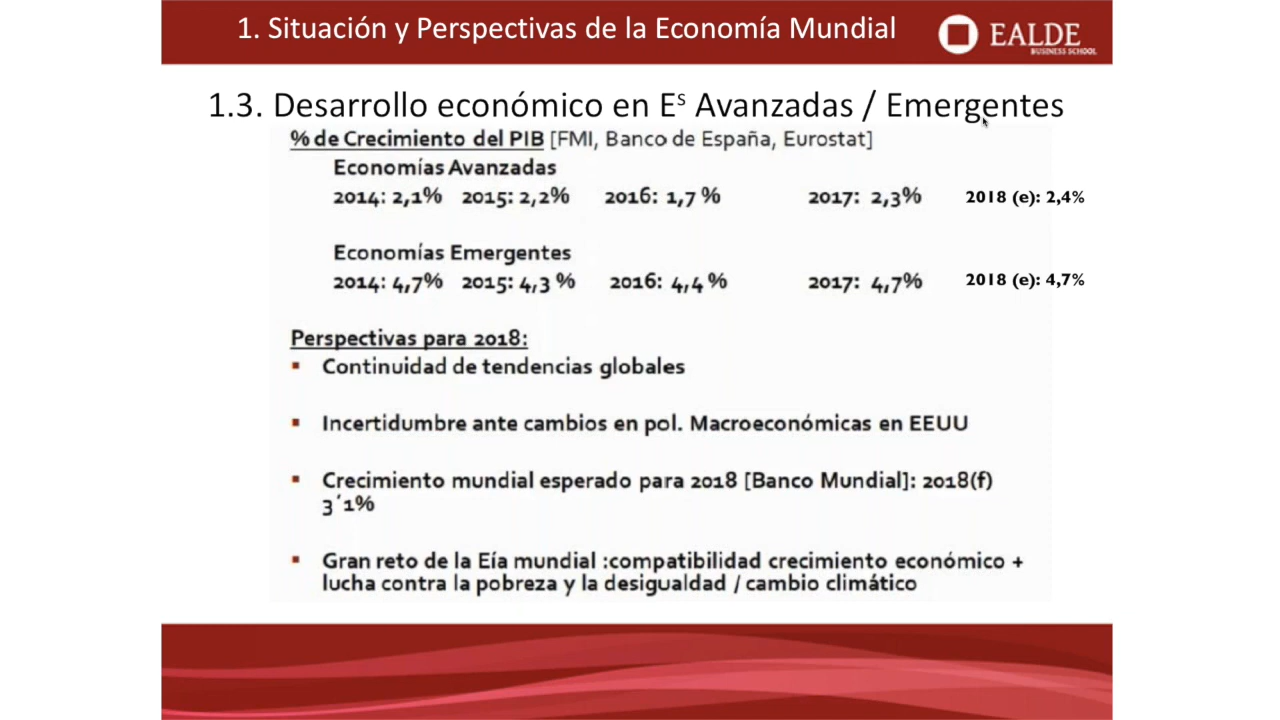 1. Situación y Perspectivas de la Economía Mundial
EALDE
BUSINESS SCHOOL
1.3. Desarrollo económico en Eˢ Avanzadas / Emergentes
% de Crecimiento del PIB [FMI, Banco de España, Eurostat]
Economías Avanzadas
2014: 2,1% 2015: 2,2% 2016: 1,7 % 2017: 2,3% 2018 (e): 2,4%
Economías Emergentes
2014: 4,7% 2015: 4,3 % 2016: 4,4 % 2017: 4,7% 2018 (e): 4,7%
Perspectivas para 2018:
▪ Continuidad de tendencias globales
▪ Incertidumbre ante cambios en pol. Macroeconómicas en EEUU
▪ Crecimiento mundial esperado para 2018 [Banco Mundial]: 2018(f)
3´1%
▪ Gran reto de la Eía mundial :compatibilidad crecimiento económico +
lucha contra la pobreza y la desigualdad / cambio climático